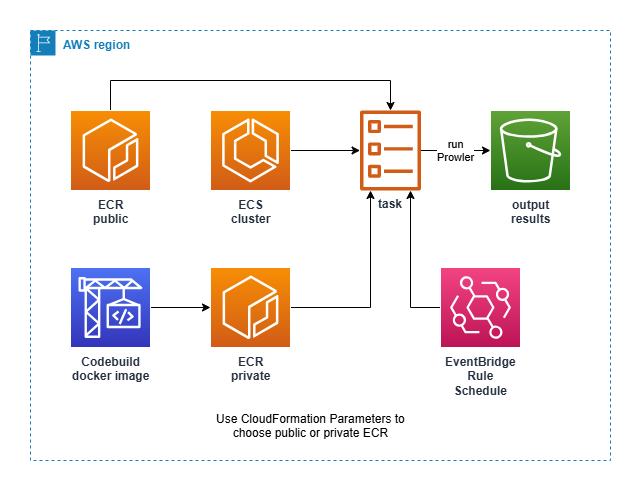 AWS region
ECR
public
ECS
cluster
task
run
Prowler
output
results
Codebuild
docker image
ECR
private
EventBridge
Rule
Schedule
Use CloudFormation Parameters to
choose public or private ECR